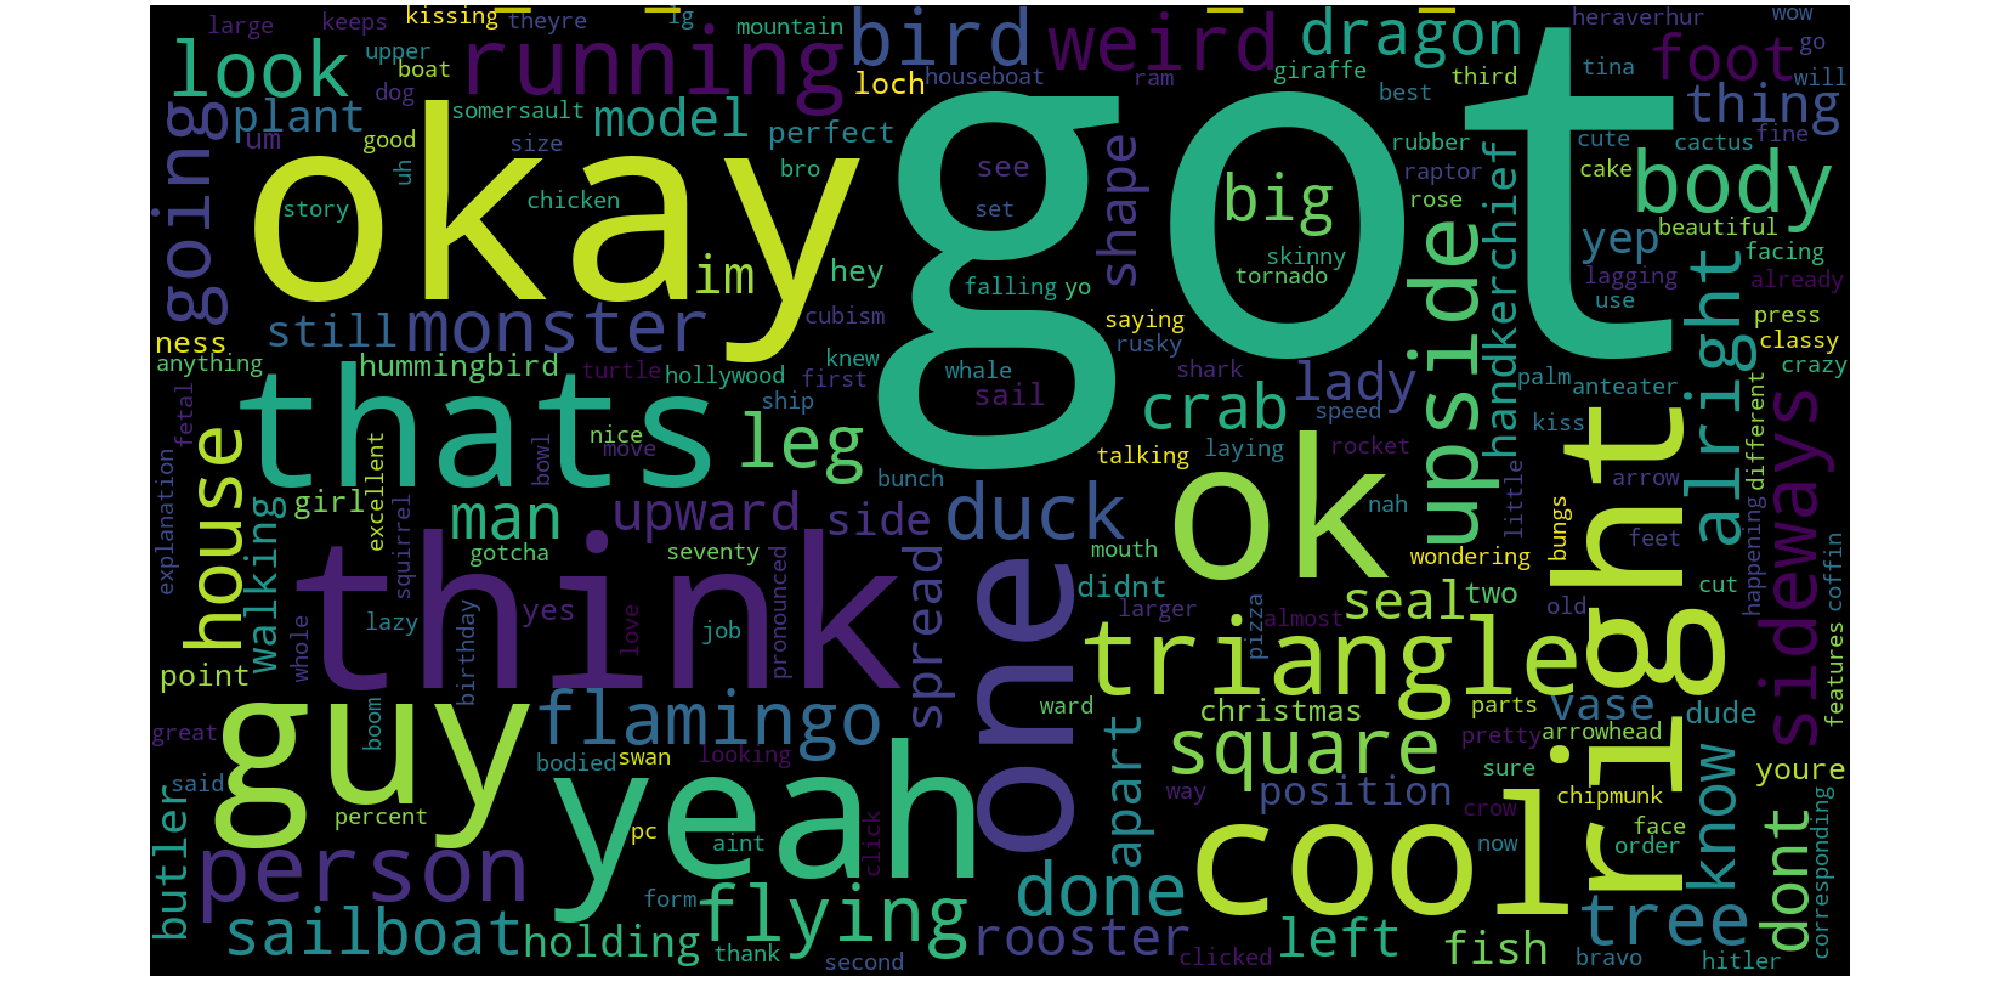 large
keeps
kissing
theyre
lg
mountain
bird
weird
dragon
heraverhur
wow
look
upper
boat
running
loch
houseboat
ram
giraffe
third
tina
foot
go
will
dog
somersault
model
best
thing
plant
um
good
size
perfect
rubber
cute
cactus
fine
going
okay
got
uh
bro
see
shape
big
raptor
rose
handkerchief
cake
body
story
chicken
set
skinny
tornado
upside
yep
beautiful
facing
im
hey
falling
yo
lagging
already
alright
use
still
monster
cubism
saying
rusky
press
classy
ness
anything
hummingbird
turtle
hollywood
knew
first
whale
sail
shark
lady
palm
anteater
crazy
fetal
thats
ship
crab
speed
kiss
different
sideways
house
nice
move
leg
talking
laying
rocket
right
excellent
bowl
bunch
ok
little
arrow
explanation
walking
girl
squirrel
man
upward
side
duck
nah
bungs
feet
happening
coffin
gotcha
seventy
mouth
wondering
think
pronounced
spread
one
didnt
seal
two
cut
whole
lazy
birthday
yes
love
job
larger
pizza
almost
old
point
triangle
features
great
boom
guy
flamingo
ward
christmas
parts
vase
dude
looking
apart
square
pretty
arrowhead
said
bodied
swan
yeah
way
position
sure
know
youre
butler
percent
pc
aint
click
cool
crow
chipmunk
face
order
now
dont
corresponding
person
form
flying
done
tree
sailboat
holding
thank
second
rooster
clicked
left
fish
bravo
hitler